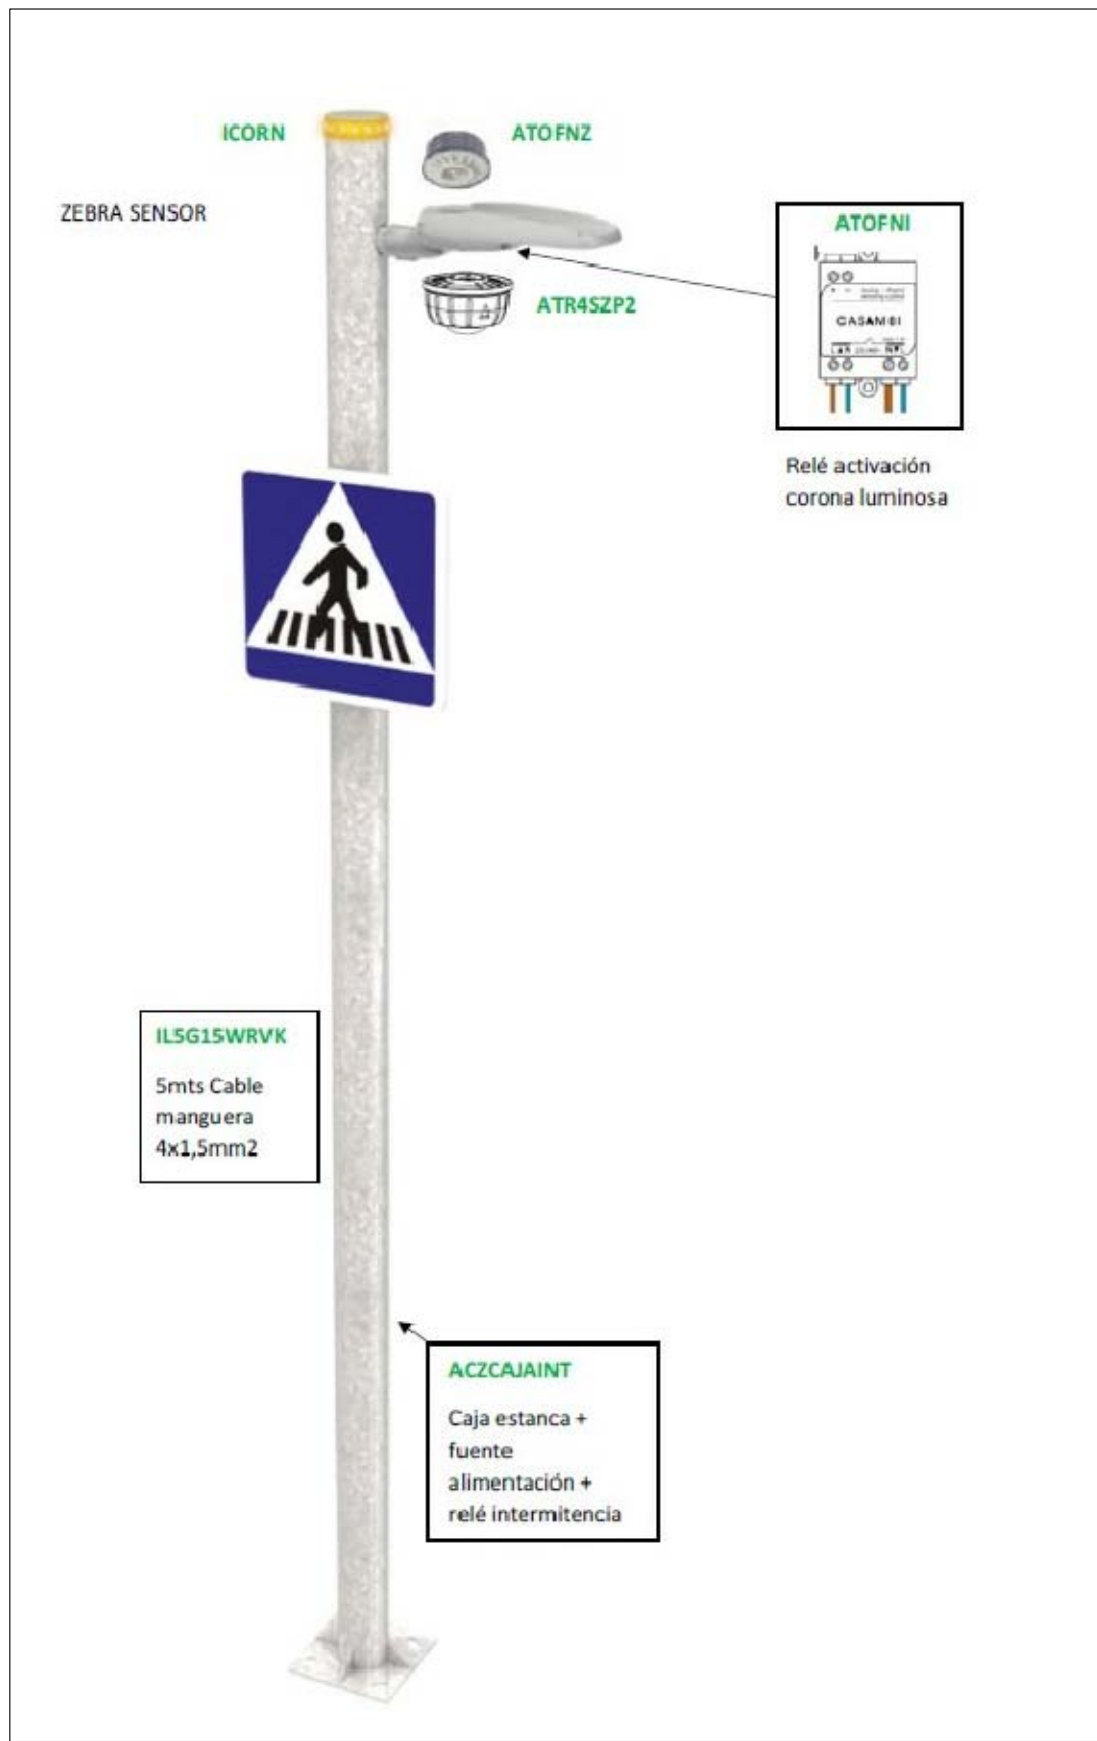 ICORN
ATOFNZ
ZEBRA SENSOR
ATOFNI
CASAMBI
ATR4SZP2
Relé activación
corona luminosa
IL5G15WRVK
5mts Cable
manguera
4x1,5mm2
ACZCAJAINT
Caja estanca +
fuente
alimentación +
relé intermitencia